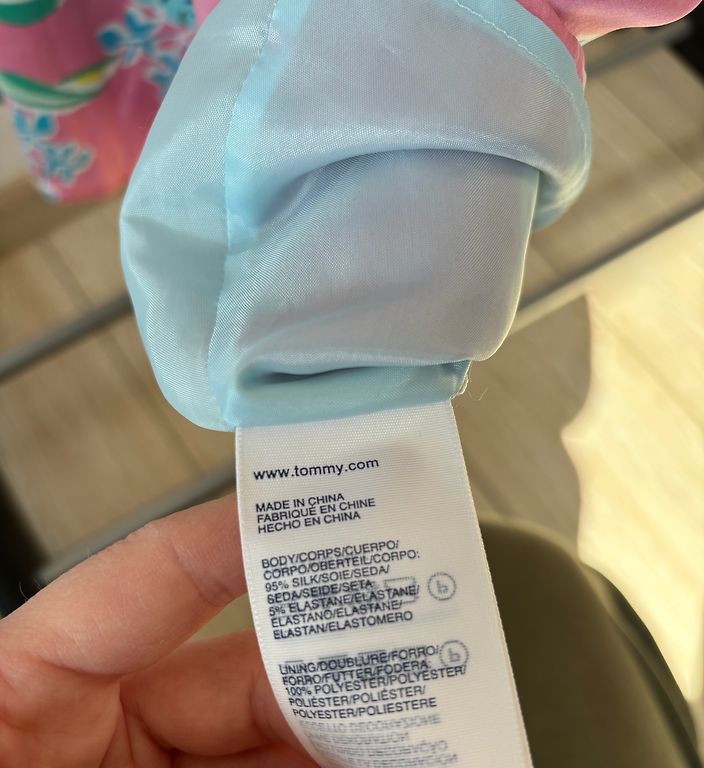 www.tommy.com
MADE IN CHINA
FABRIQUÉ EN CHINE
HECHO EN CHINA
BODY/CORPS/CUERPO/
CORPO/OBERTEIL/CORPO:
95% SILK/SOIE/SEDA/
SEDA/SEIDE/SETA
5% ELASTANE/ELASTANE/
ELASTANO/ELASTANE/
ELASTAN/ELASTOMERO
LINING/DOUBLURE/FORRO/
FORRO/FUTTER/FODERA:
100% POLYESTER/POLYESTER/
POLIÉSTER/POLIÉSTER/
POLYESTER/POLIESTERE